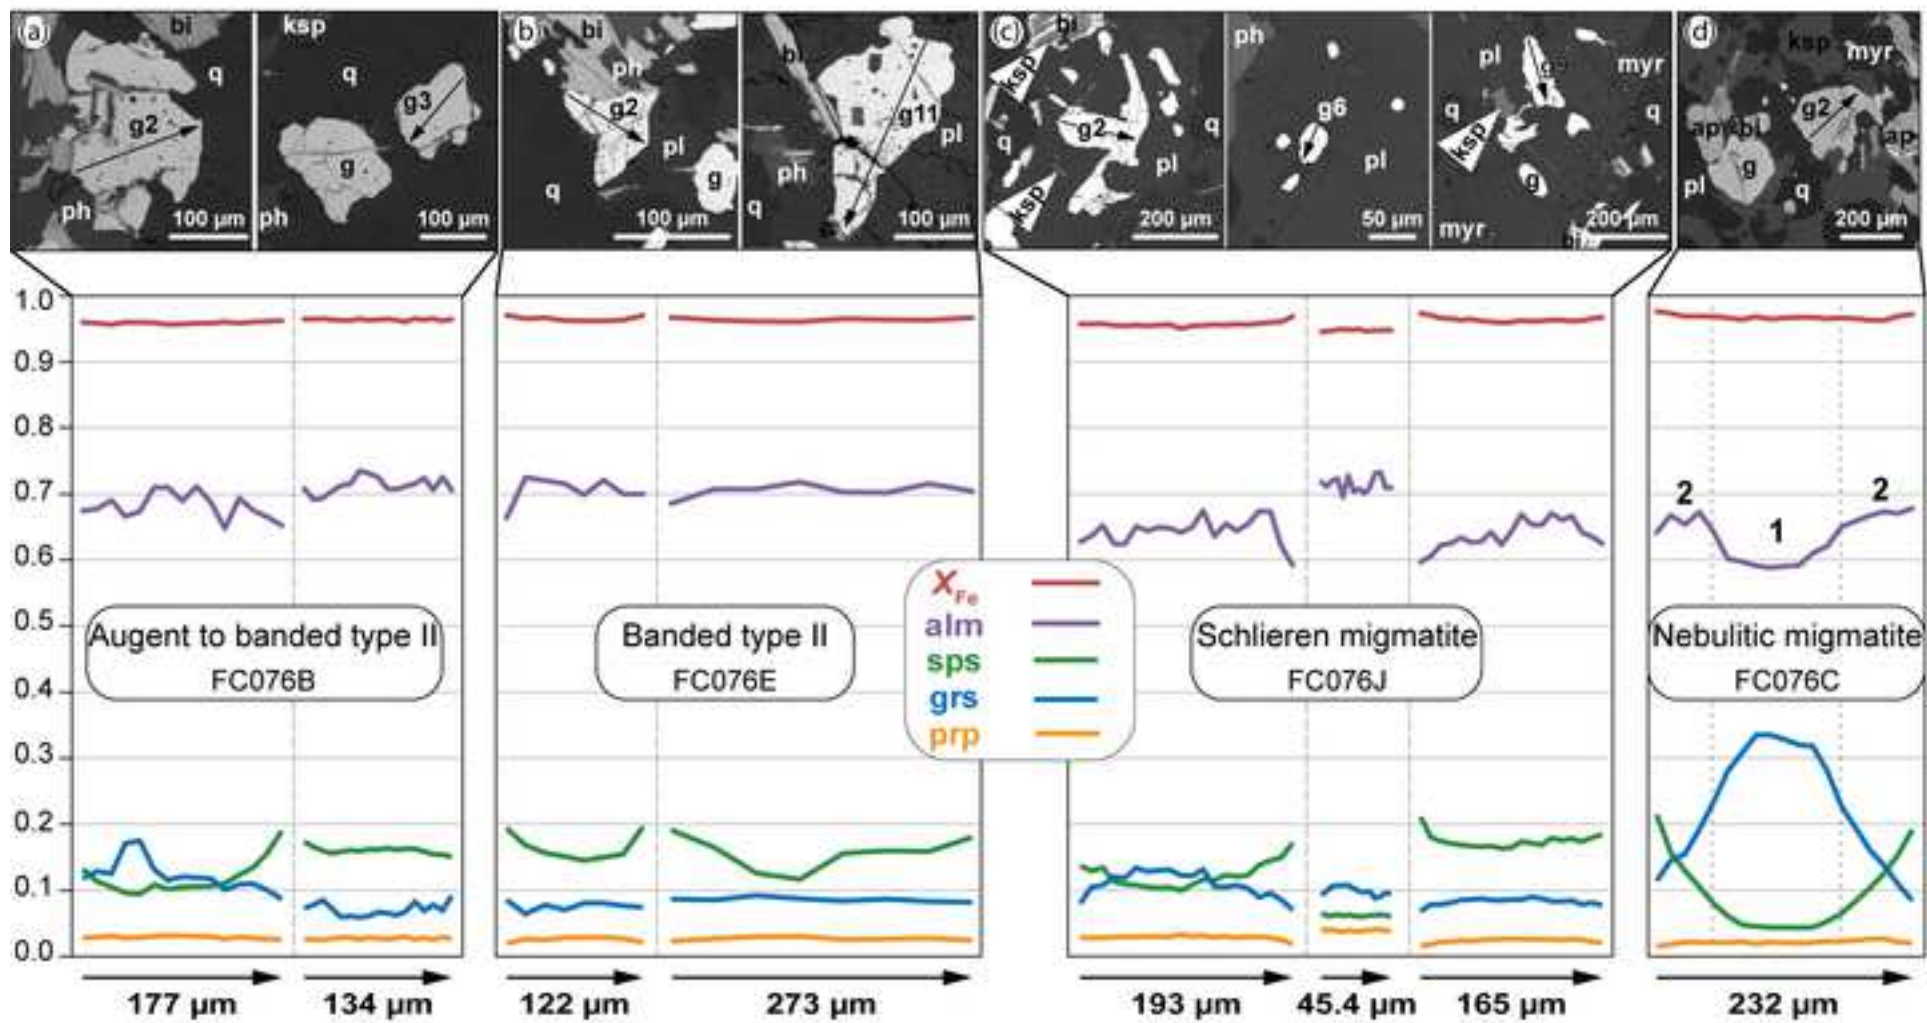 a bi q g2 ph 100 µm
ksp q g3 g ph 100 µm
b bi ph g2 pl q g 100 µm
bi g11 pl ph q 100 µm
c bi ksp g2 q q pl ksp 200 µm
ph g6 pl 50 µm
pl g myr q q ksp g myr 200 µm
d ksp myr g2 ap bi ap g pl q 200 µm
1.0
0.9
0.8
0.7
0.6
0.5
0.4
0.3
0.2
0.1
0.0
2 1 2
Augent to banded type II
FC076B
Banded type II
FC076E
XFe
alm
sps
grs
prp
Schlieren migmatite
FC076J
Nebulitic migmatite
FC076C
177 µm 134 µm 122 µm 273 µm 193 µm 45.4 µm 165 µm 232 µm